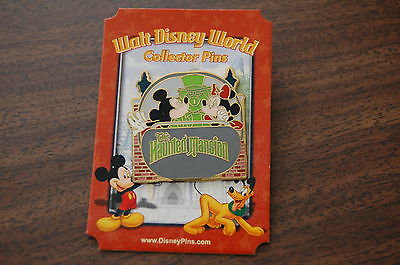 Walt Disney World
Collector Pins
The
Haunted Mansion
www.DisneyPins.com